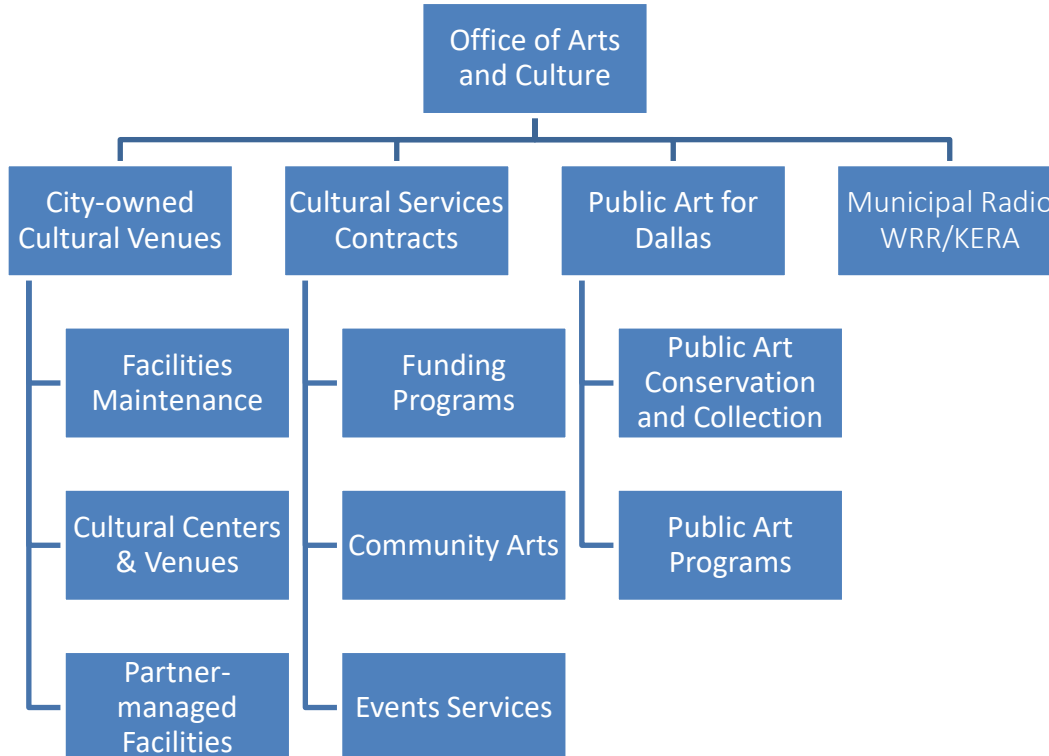 Office of Arts
and Culture
City-owned
Cultural Venues
Cultural Services
Contracts
Public Art for
Dallas
Municipal Radio
WRR/KERA
Facilities
Maintenance
Funding
Programs
Public Art
Conservation
and Collection
Cultural Centers
& Venues
Community Arts
Public Art
Programs
Partner-
managed
Facilities
Events Services